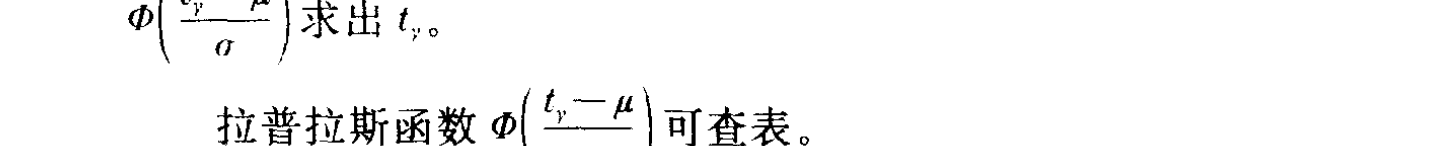 Φ(t_γ − μ / σ) 求出 t_γ。
拉普拉斯函数 Φ(t_γ − μ / ) 可查表。